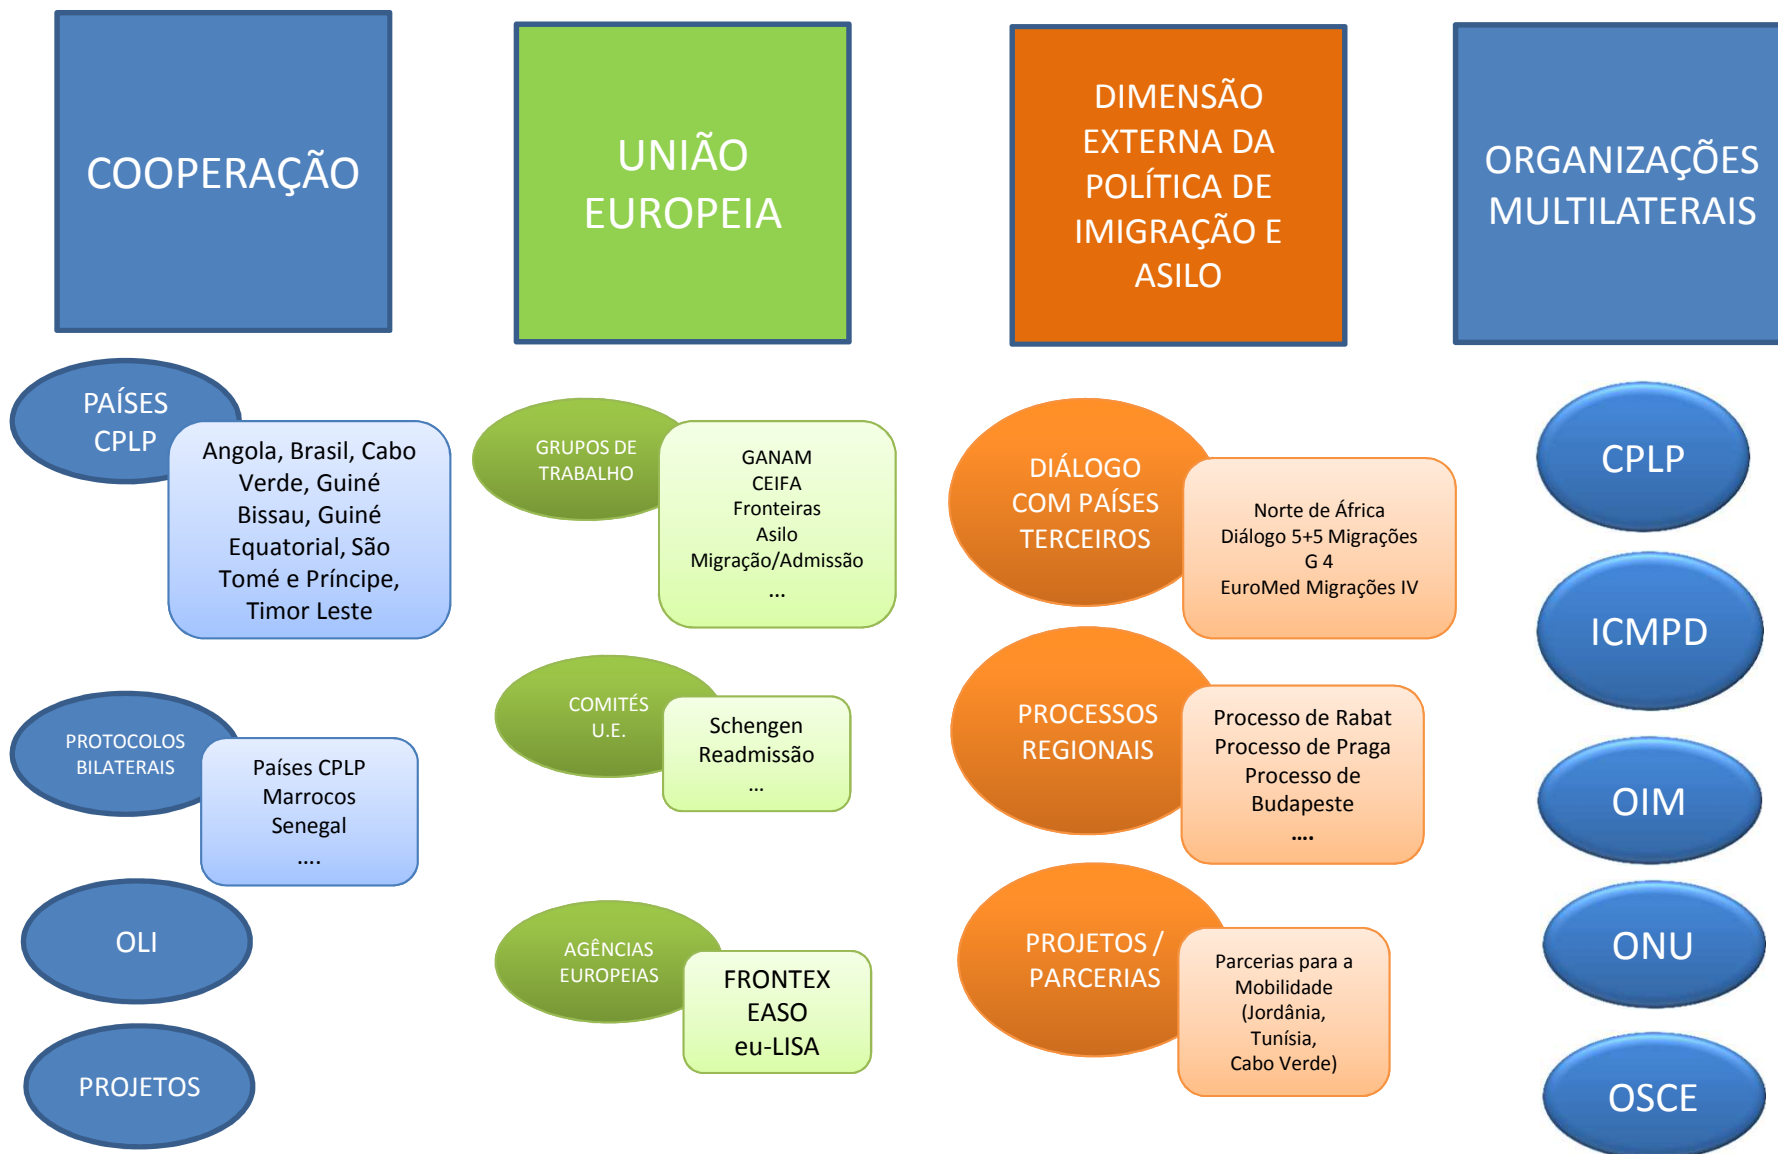 COOPERAÇÃO
PAÍSES
CPLP
Angola, Brasil, Cabo
Verde, Guiné
Bissau, Guiné
Equatorial, São
Tomé e Príncipe,
Timor Leste
PROTOCOLOS
BILATERAIS
Países CPLP
Marrocos
Senegal
....
OLI
PROJETOS
UNIÃO
EUROPEIA
GRUPOS DE
TRABALHO
GANAM
CEIFA
Fronteiras
Asilo
Migração/Admissão
...
COMITÉS
U.E.
Schengen
Readmissão
...
AGÊNCIAS
EUROPEIAS
FRONTEX
EASO
eu-LISA
DIMENSÃO
EXTERNA DA
POLÍTICA DE
IMIGRAÇÃO E
ASILO
DIÁLOGO
COM PAÍSES
TERCEIROS
Norte de África
Diálogo 5+5 Migrações
G 4
EuroMed Migrações IV
PROCESSOS
REGIONAIS
Processo de Rabat
Processo de Praga
Processo de
Budapeste
....
PROJETOS /
PARCERIAS
Parcerias para a
Mobilidade
(Jordânia,
Tunísia,
Cabo Verde)
ORGANIZAÇÕES
MULTILATERAIS
CPLP
ICMPD
OIM
ONU
OSCE